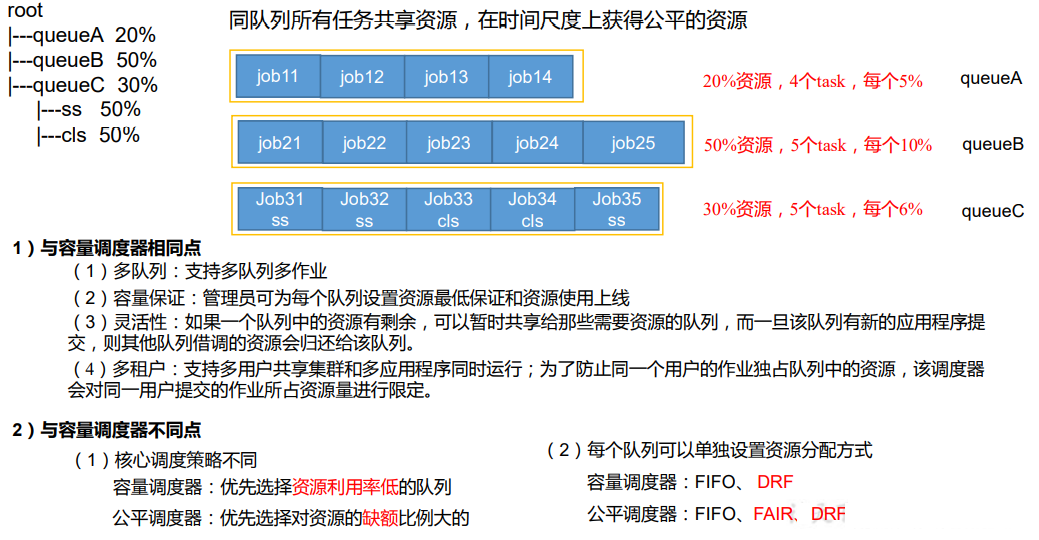 root
|---queueA 20%
|---queueB 50%
|---queueC 30%
|---ss 50%
|---cls 50%
同队列所有任务共享资源，在时间尺度上获得公平的资源
job11 job12 job13 job14
20%资源，4个task，每个5% queueA
job21 job22 job23 job24 job25
50%资源，5个task，每个10% queueB
Job31 Job32 Job33 Job34 Job35
ss ss cls cls ss
30%资源，5个task，每个6% queueC
1）与容量调度器相同点
（1）多队列：支持多队列多作业
（2）容量保证：管理员可为每个队列设置资源最低保证和资源使用上线
（3）灵活性：如果一个队列中的资源有剩余，可以暂时共享给那些需要资源的队列，而一旦该队列有新的应用程序提
交，则其他队列借调的资源会归还给该队列。
（4）多租户：支持多用户共享集群和多应用程序同时运行；为了防止同一个用户的作业独占队列中的资源，该调度器
会对同一用户提交的作业所占资源量进行限定。
2）与容量调度器不同点
（1）核心调度策略不同
容量调度器：优先选择资源利用率低的队列
公平调度器：优先选择对资源的缺额比例大的
（2）每个队列可以单独设置资源分配方式
容量调度器：FIFO、 DRF
公平调度器：FIFO、FAIR、DRF